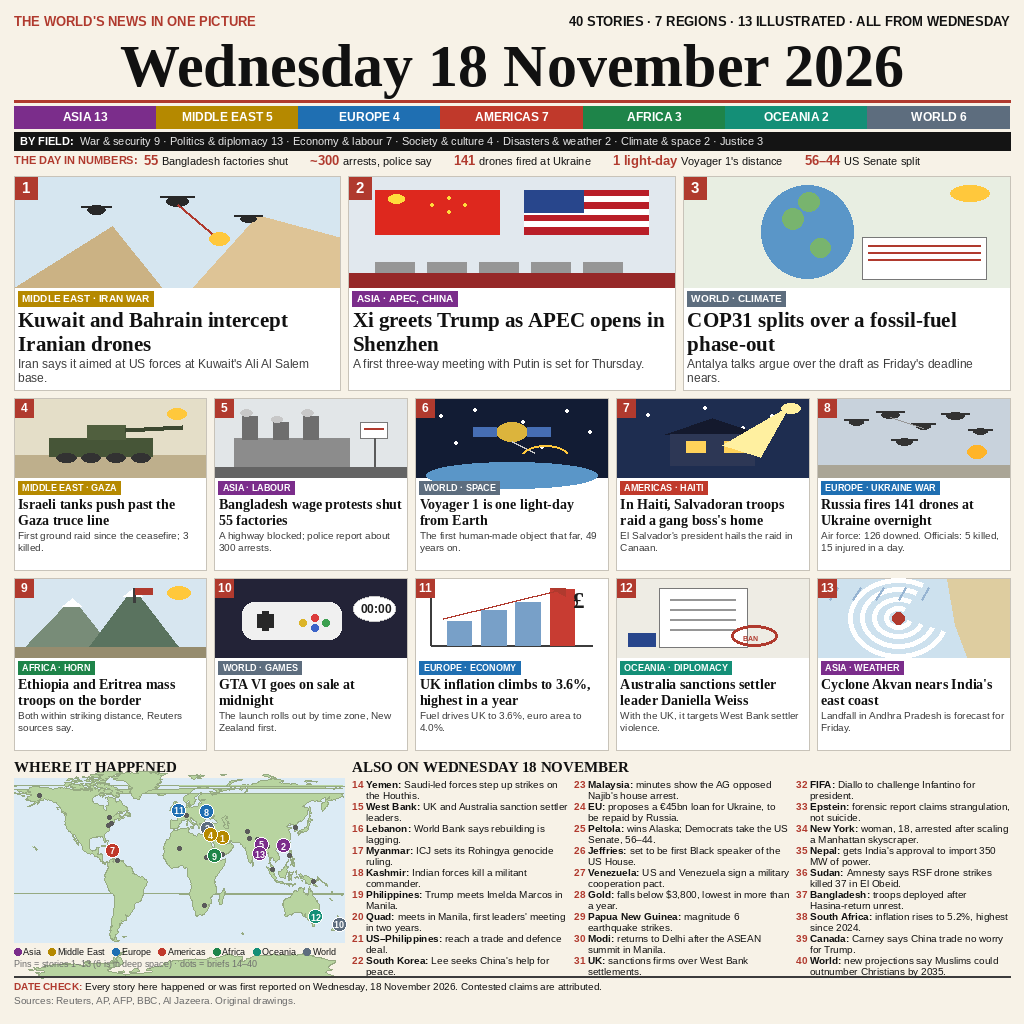 THE WORLD'S NEWS IN ONE PICTURE
40 STORIES · 7 REGIONS · 13 ILLUSTRATED · ALL FROM WEDNESDAY
Wednesday 18 November 2026
ASIA 13
MIDDLE EAST 5
EUROPE 4
AMERICAS 7
AFRICA 3
OCEANIA 2
WORLD 6
BY FIELD: War & security 9 · Politics & diplomacy 13 · Economy & labour 7 · Society & culture 4 · Disasters & weather 2 · Climate & space 2 · Justice 3
THE DAY IN NUMBERS: 55 Bangladesh factories shut ~300 arrests, police say 141 drones fired at Ukraine 1 light-day Voyager 1's distance 56–44 US Senate split
1
MIDDLE EAST · IRAN WAR
Kuwait and Bahrain intercept
Iranian drones
Iran says it aimed at US forces at Kuwait's Ali Al Salem
base.
2
ASIA · APEC, CHINA
Xi greets Trump as APEC opens in
Shenzhen
A first three-way meeting with Putin is set for Thursday.
3
WORLD · CLIMATE
COP31 splits over a fossil-fuel
phase-out
Antalya talks argue over the draft as Friday's deadline
nears.
4
MIDDLE EAST · GAZA
Israeli tanks push past the
Gaza truce line
First ground raid since the ceasefire; 3
killed.
5
ASIA · LABOUR
Bangladesh wage protests shut
55 factories
A highway blocked; police report about
300 arrests.
6
WORLD · SPACE
Voyager 1 is one light-day
from Earth
The first human-made object that far, 49
years on.
7
AMERICAS · HAITI
In Haiti, Salvadoran troops
raid a gang boss's home
El Salvador's president hails the raid in
Canaan.
8
EUROPE · UKRAINE WAR
Russia fires 141 drones at
Ukraine overnight
Air force: 126 downed. Officials: 5 killed,
15 injured in a day.
9
AFRICA · HORN
Ethiopia and Eritrea mass
troops on the border
Both within striking distance, Reuters
sources say.
10
00:00
WORLD · GAMES
GTA VI goes on sale at
midnight
The launch rolls out by time zone, New
Zealand first.
11
£
EUROPE · ECONOMY
UK inflation climbs to 3.6%,
highest in a year
Fuel drives UK to 3.6%, euro area to
4.0%.
12
BAN
OCEANIA · DIPLOMACY
Australia sanctions settler
leader Daniella Weiss
With the UK, it targets West Bank settler
violence.
13
ASIA · WEATHER
Cyclone Akvan nears India's
east coast
Landfall in Andhra Pradesh is forecast for
Friday.
WHERE IT HAPPENED
11
8
4
1
5
2
7
9
13
12
10
Asia Middle East Europe Americas Africa Oceania World
Pins = stories 1–13 (6 is deep space) · dots = briefs 14–40
ALSO ON WEDNESDAY 18 NOVEMBER
14 Yemen: Saudi-led forces step up strikes on
the Houthis.
15 West Bank: UK and Australia sanction settler
leaders.
16 Lebanon: World Bank says rebuilding is
lagging.
17 Myanmar: ICJ sets its Rohingya genocide
ruling.
18 Kashmir: Indian forces kill a militant
commander.
19 Philippines: Trump meets Imelda Marcos in
Manila.
20 Quad: meets in Manila, first leaders' meeting
in two years.
21 US–Philippines: reach a trade and defence
deal.
22 South Korea: Lee seeks China's help for
peace.
23 Malaysia: minutes show the AG opposed
Najib's house arrest.
24 EU: proposes a €45bn loan for Ukraine, to
be repaid by Russia.
25 Peltola: wins Alaska; Democrats take the US
Senate, 56–44.
26 Jeffries: set to be first Black speaker of the
US House.
27 Venezuela: US and Venezuela sign a military
cooperation pact.
28 Gold: falls below $3,800, lowest in more than
a year.
29 Papua New Guinea: magnitude 6
earthquake strikes.
30 Modi: returns to Delhi after the ASEAN
summit in Manila.
31 UK: sanctions firms over West Bank
settlements.
32 FIFA: Diallo to challenge Infantino for
president.
33 Epstein: forensic report claims strangulation,
not suicide.
34 New York: woman, 18, arrested after scaling
a Manhattan skyscraper.
35 Nepal: gets India's approval to import 350
MW of power.
36 Sudan: Amnesty says RSF drone strikes
killed 37 in El Obeid.
37 Bangladesh: troops deployed after
Hasina-return unrest.
38 South Africa: inflation rises to 5.2%, highest
since 2024.
39 Canada: Carney says China trade no worry
for Trump.
40 World: new projections say Muslims could
outnumber Christians by 2035.
DATE CHECK: Every story here happened or was first reported on Wednesday, 18 November 2026. Contested claims are attributed.
Sources: Reuters, AP, AFP, BBC, Al Jazeera. Original drawings.